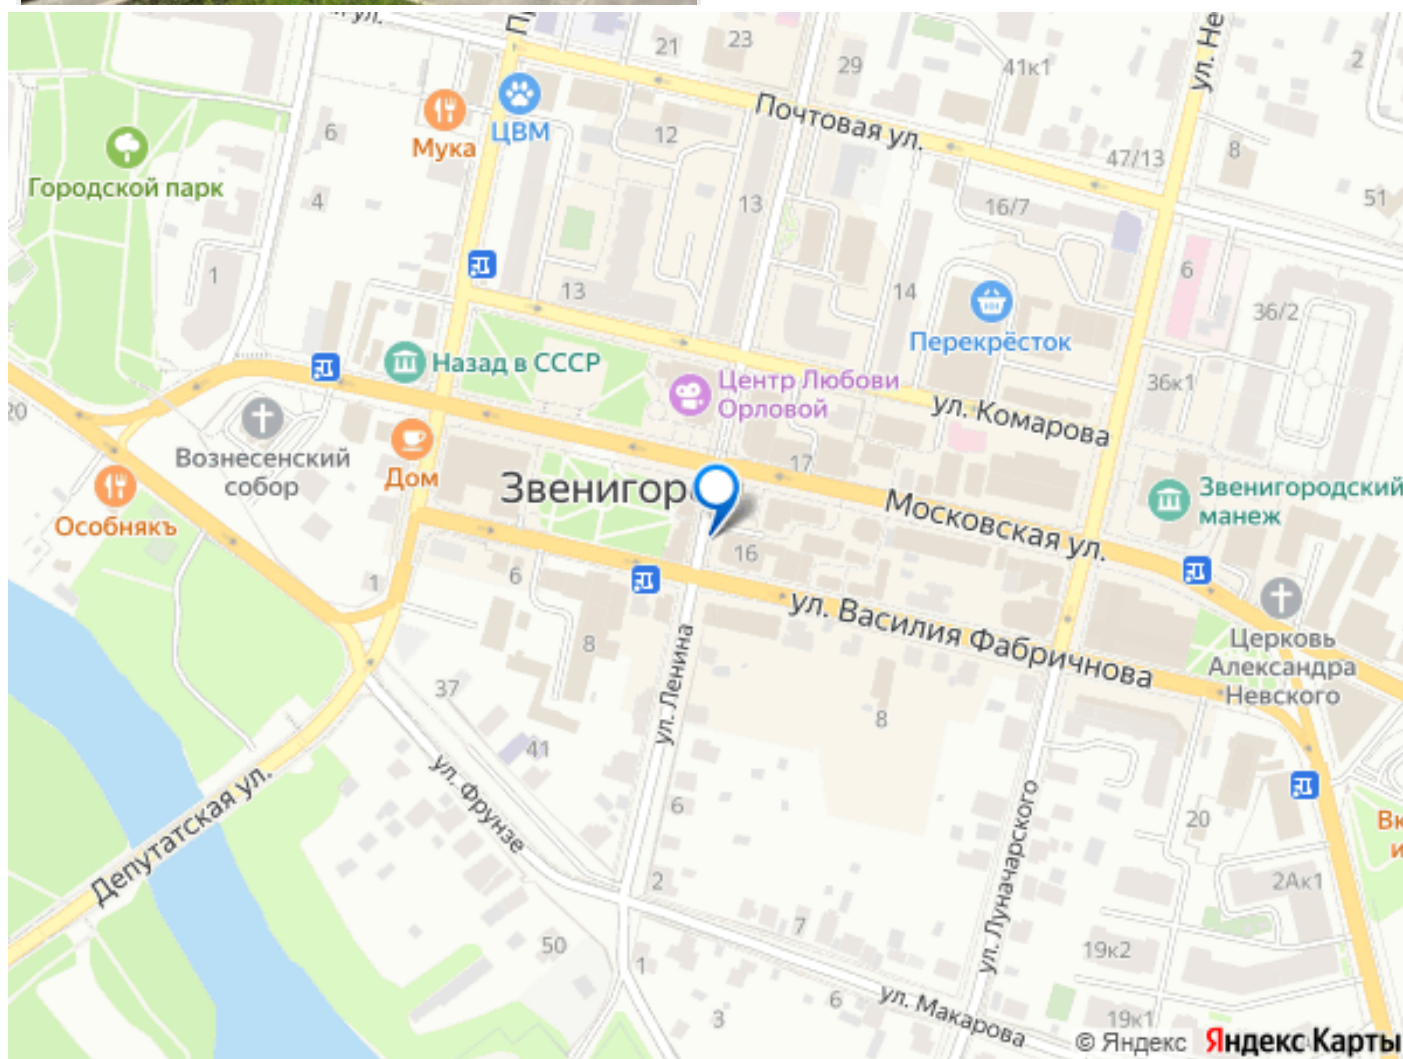 ул.
21
23
29
41к1
2
ул. Не
Почтовая ул.
ЦВМ
Мука
6
12
47/13
8
Городской парк
4
13
16/7
51
1
13
14
6
36/2
Перекрёсток
Назад в СССР
Центр Любови
Орловой
36к1
20
ул. Комарова
Вознесенский
собор
Дом
17
Звенигор
Московская ул.
Звенигородский
манеж
Особнякъ
1
6
16
ул. Василия Фабричнова
Церковь
Александра
Невского
8
37
ул. Ленина
8
41
ул. Фрунзе
Депутатская ул.
6
ул. Луначарского
20
Вк
и
2
2Ак1
7
50
19к2
1
6
ул. Макарова
3
19к1
© Яндекс Яндекс Карты